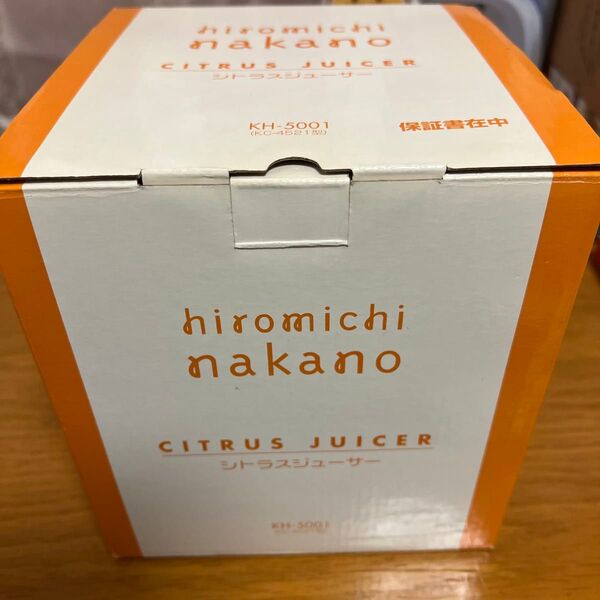 hiromichi
nakano
CITRUS JUICER
シトラスジューサー
KH-5001
(KC-4521型)
保証書在中
hiromichi
nakano
CITRUS JUICER
シトラスジューサー
KH-5001